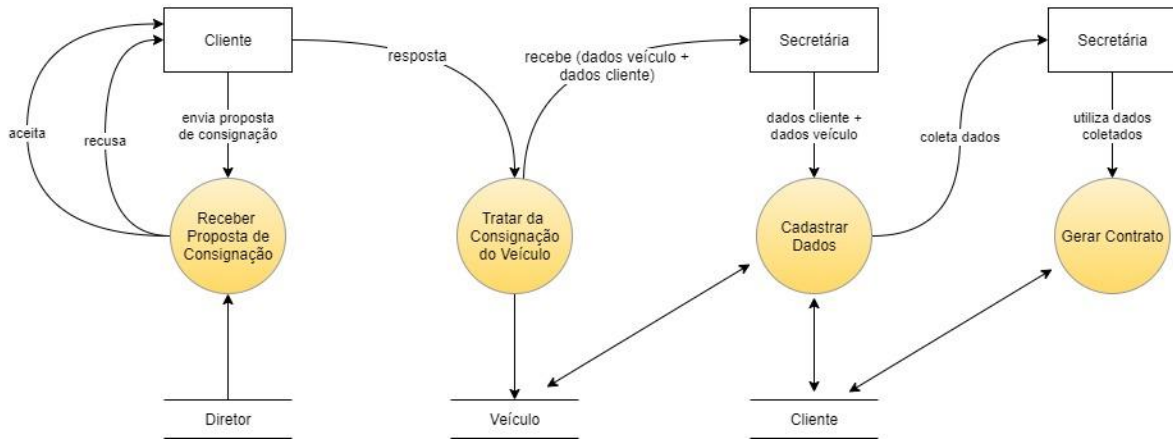 Cliente
Secretária
Secretária
resposta
recebe (dados veículo +
dados cliente)
aceita
recusa
envia proposta
de consignação
dados cliente +
dados veículo
coleta dados
utiliza dados
coletados
Receber
Proposta de
Consignação
Tratar da
Consignação
do Veículo
Cadastrar
Dados
Gerar Contrato
Diretor
Veículo
Cliente